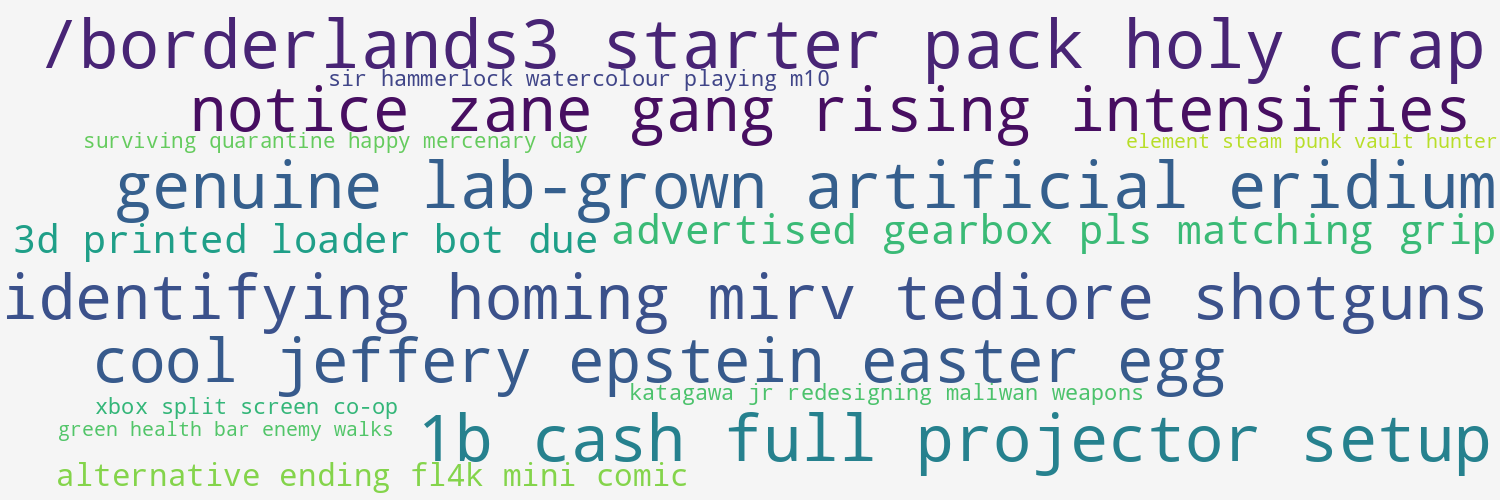 /borderlands3 starter pack holy crap
sir hammerlock watercolour playing m10
notice zane gang rising intensifies
surviving quarantine happy mercenary day
element steam punk vault hunter
genuine lab-grown artificial eridium
3d printed loader bot due
advertised gearbox pls matching grip
identifying homing mirv tediore shotguns
cool jeffery epstein easter egg
katagawa jr redesigning maliwan weapons
xbox split screen co-op
green health bar enemy walks
1b cash full projector setup
alternative ending fl4k mini comic